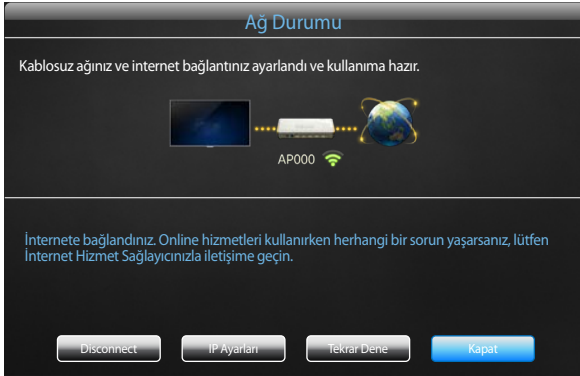 Ağ Durumu
Kablosuz ağınız ve internet bağlantınız ayarlandı ve kullanıma hazır.
AP000
İnternete bağlandınız. Online hizmetleri kullanırken herhangi bir sorun yaşarsanız, lütfen
İnternet Hizmet Sağlayıcınızla iletişime geçin.
Disconnect IP Ayarları Tekrar Dene Kapat